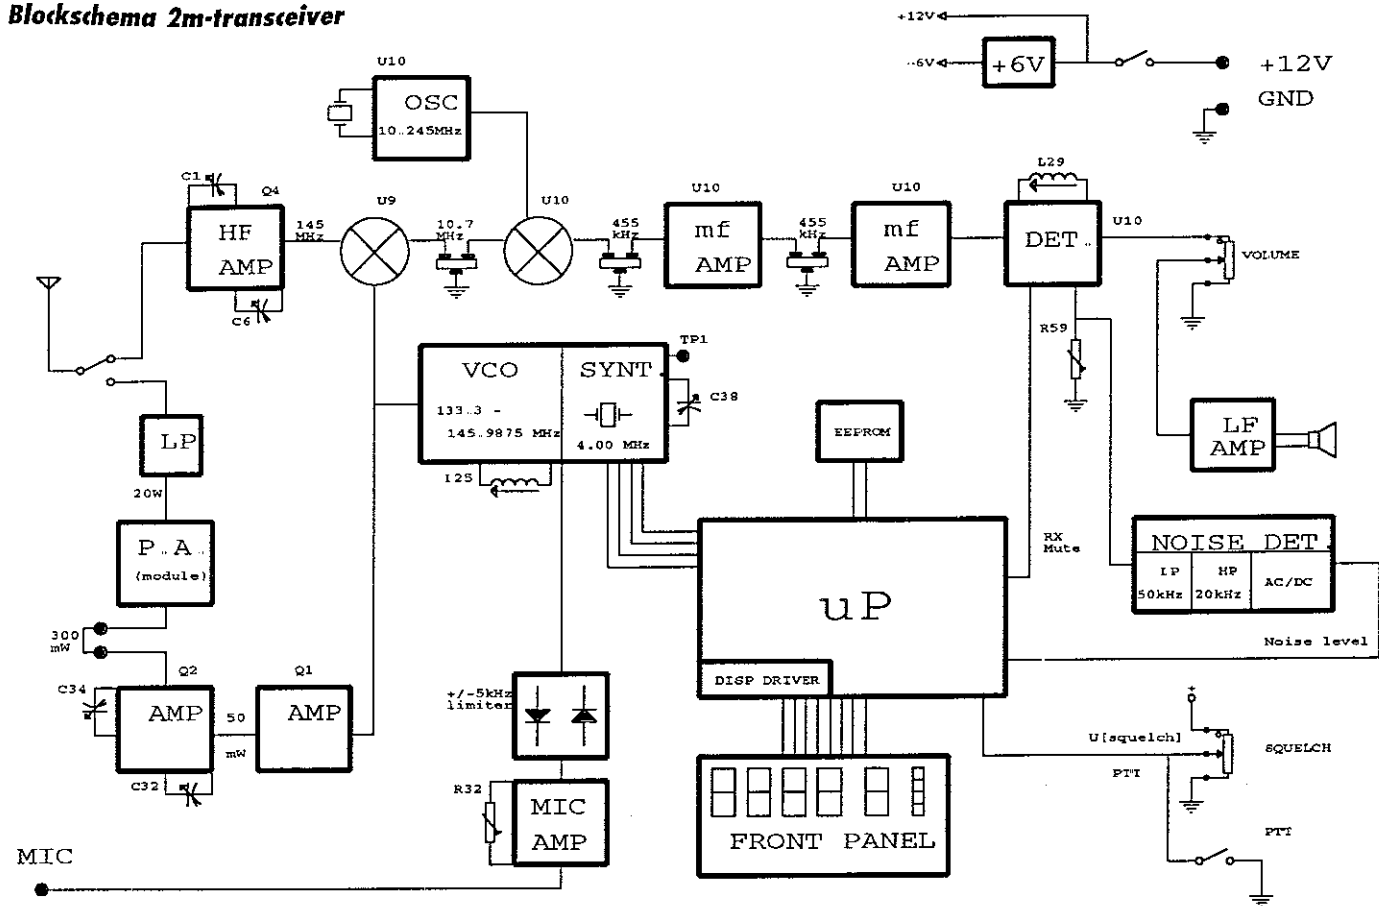 Blockschema 2m-transceiver
+12V
+6V
+6V
+12V
GND
U10
OSC
10.245MHz
C1
Q4
HF
AMP
C6
145
MHz
U9
10.7
MHz
U10
455
kHz
U10
mf
AMP
455
kHz
U10
mf
AMP
L29
DET.
U10
VOLUME
R59
VCO
133.3 -
145.9875 MHz
SYNT.
4.00 MHz
TP1
C38
L25
EEPROM
LF
AMP
LP
20W
P.A.
(module)
300
mW
Q2
C34
AMP
C32
50
mW
Q1
AMP
RX
Mute
NOISE DET.
LP
50kHz
HP
20kHz
AC/DC
Noise level
uP
DISP DRIVER
+/-5kHz
limiter
R32
MIC
AMP
FRONT PANEL
+
U[squelch]
SQUELCH
PTT
PTT
MIC